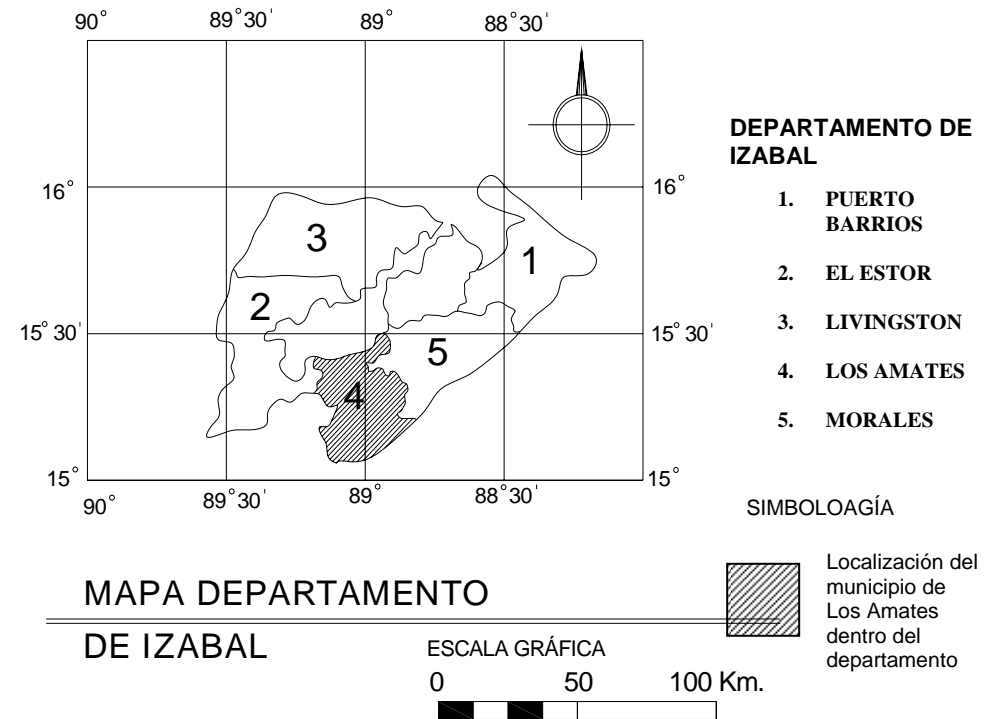 90° 89°30' 89° 88°30'
16° 16°
3
1
2
15°30' 15°30'
5
4
15° 15°
90° 89°30' 89° 88°30'
DEPARTAMENTO DE
IZABAL
1. PUERTO
BARRIOS
2. EL ESTOR
3. LIVINGSTON
4. LOS AMATES
5. MORALES
SIMBOLOAGÍA
Localización del
municipio de
Los Amates
dentro del
departamento
MAPA DEPARTAMENTO
DE IZABAL
ESCALA GRÁFICA
0 50 100 Km.